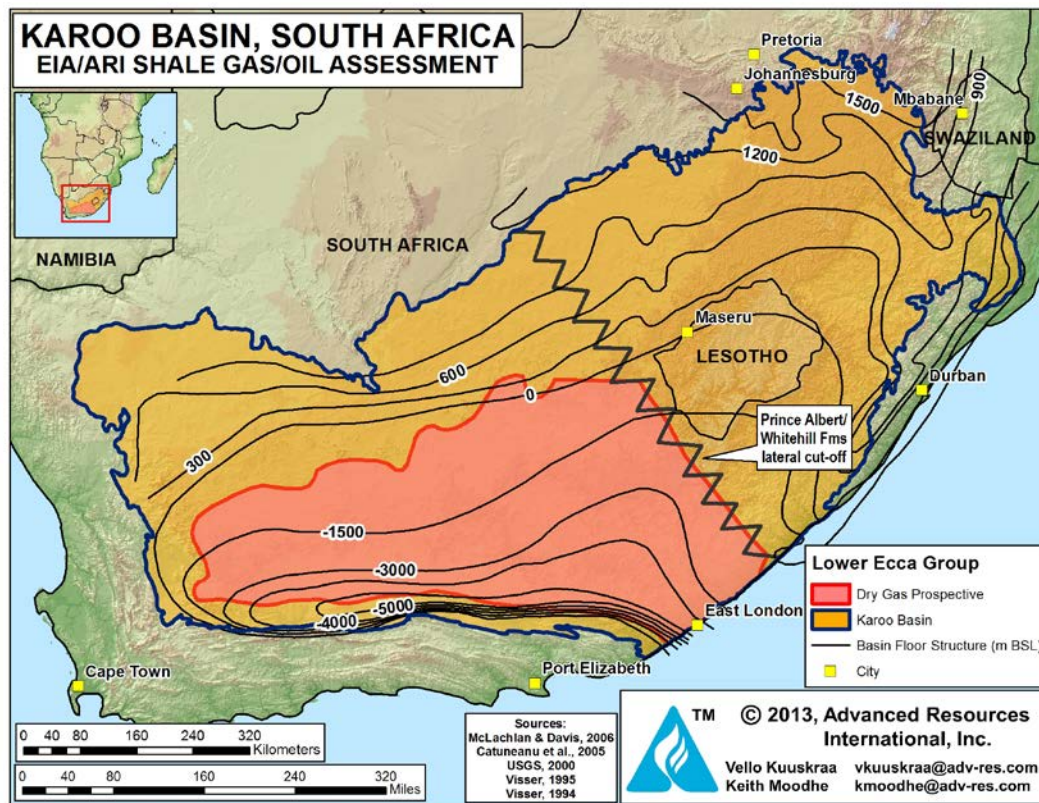 KAROO BASIN, SOUTH AFRICA
EIA/ARI SHALE GAS/OIL ASSESSMENT
Pretoria
Johannesburg
Mbabane
900
1500
SWAZILAND
1200
SOUTH AFRICA
NAMIBIA
Maseru
LESOTHO
600
0
Durban
Prince Albert/
Whitehill Fms
lateral cut-off
300
-1500
-3000
-5000
-4000
East London
Port Elizabeth
Cape Town
Lower Ecca Group
Dry Gas Prospective
Karoo Basin
Basin Floor Structure (m BSL)
City
0 40 80 160 240 320
Kilometers
0 40 80 160 240 320
Miles
Sources:
McLachlan & Davis, 2006
Catuneanu et al., 2005
USGS, 2000
Visser, 1995
Visser, 1994
TM
© 2013, Advanced Resources
International, Inc.
Vello Kuuskraa vkuuskraa@adv-res.com
Keith Moodhe kmoodhe@adv-res.com